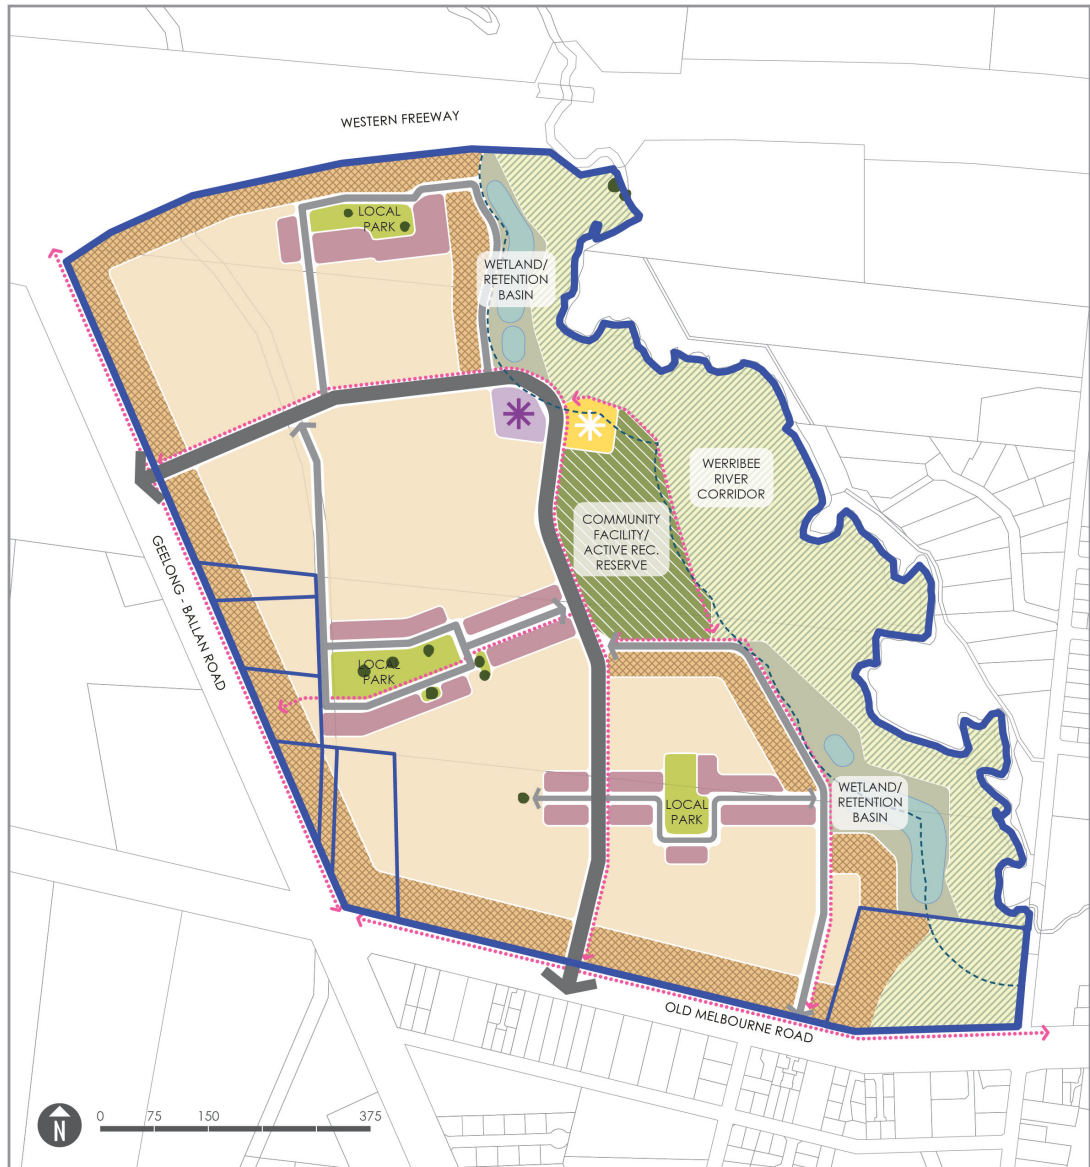 WESTERN FREEWAY
LOCAL
PARK
WETLAND/
RETENTION
BASIN
WERRIBEE
RIVER
CORRIDOR
COMMUNITY
FACILITY/
ACTIVE REC.
RESERVE
GEELONG - BALLAN ROAD
LOCAL
PARK
WETLAND/
RETENTION
BASIN
LOCAL
PARK
OLD MELBOURNE ROAD
N
0 75 150 375